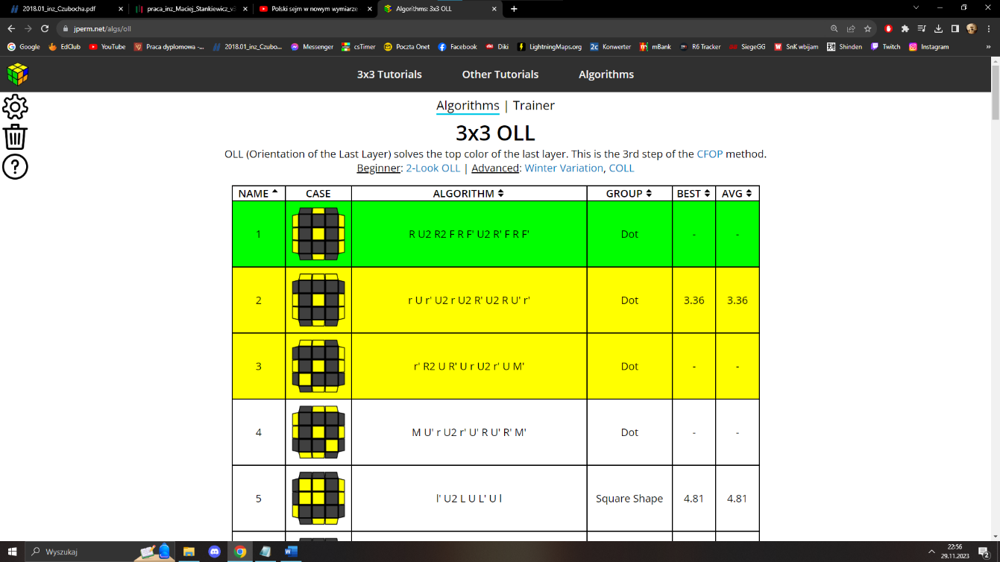 2018.01_inz_Czubocha.pdf
praca_inz_Maciej_Stankiewicz_v3
Polski sejm w nowym wymiarze
Algorithms: 3x3 OLL
jperm.net/algs/oll
Google EdClub YouTube Praca dyplomowa -... 2018.01_inz_Czubo... Messenger csTimer Poczta Onet Facebook Diki LightningMaps.org Konwerter mBank R6 Tracker SiegeGG SnK wbijam Shinden Twitch Instagram »
3x3 Tutorials Other Tutorials Algorithms
Algorithms | Trainer
3x3 OLL
OLL (Orientation of the Last Layer) solves the top color of the last layer. This is the 3rd step of the CFOP method.
Beginner: 2-Look OLL | Advanced: Winter Variation, COLL
NAME CASE ALGORITHM GROUP BEST AVG
1 R U2 R2 F R F' U2 R' F R F' Dot - -
2 r U r' U2 r U2 R' U2 R U' r' Dot 3.36 3.36
3 r' R2 U R' U r U2 r' U M' Dot - -
4 M U' r U2 r' U' R U' R' M' Dot - -
5 l' U2 L U L' U l Square Shape 4.81 4.81
Wyszukaj
22:56
29.11.2023
2